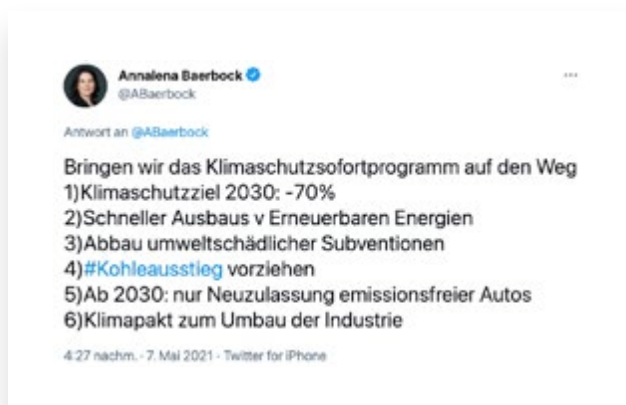 Annalena Baerbock
@ABaerbock
Antwort an @ABaerbock
Bringen wir das Klimaschutzsofortprogramm auf den Weg
1)Klimaschutzziel 2030: -70%
2)Schneller Ausbaus v Erneuerbaren Energien
3)Abbau umweltschädlicher Subventionen
4)#Kohleausstieg vorziehen
5)Ab 2030: nur Neuzulassung emissionsfreier Autos
6)Klimapakt zum Umbau der Industrie
4:27 nachm. · 7. Mai 2021 · Twitter for iPhone